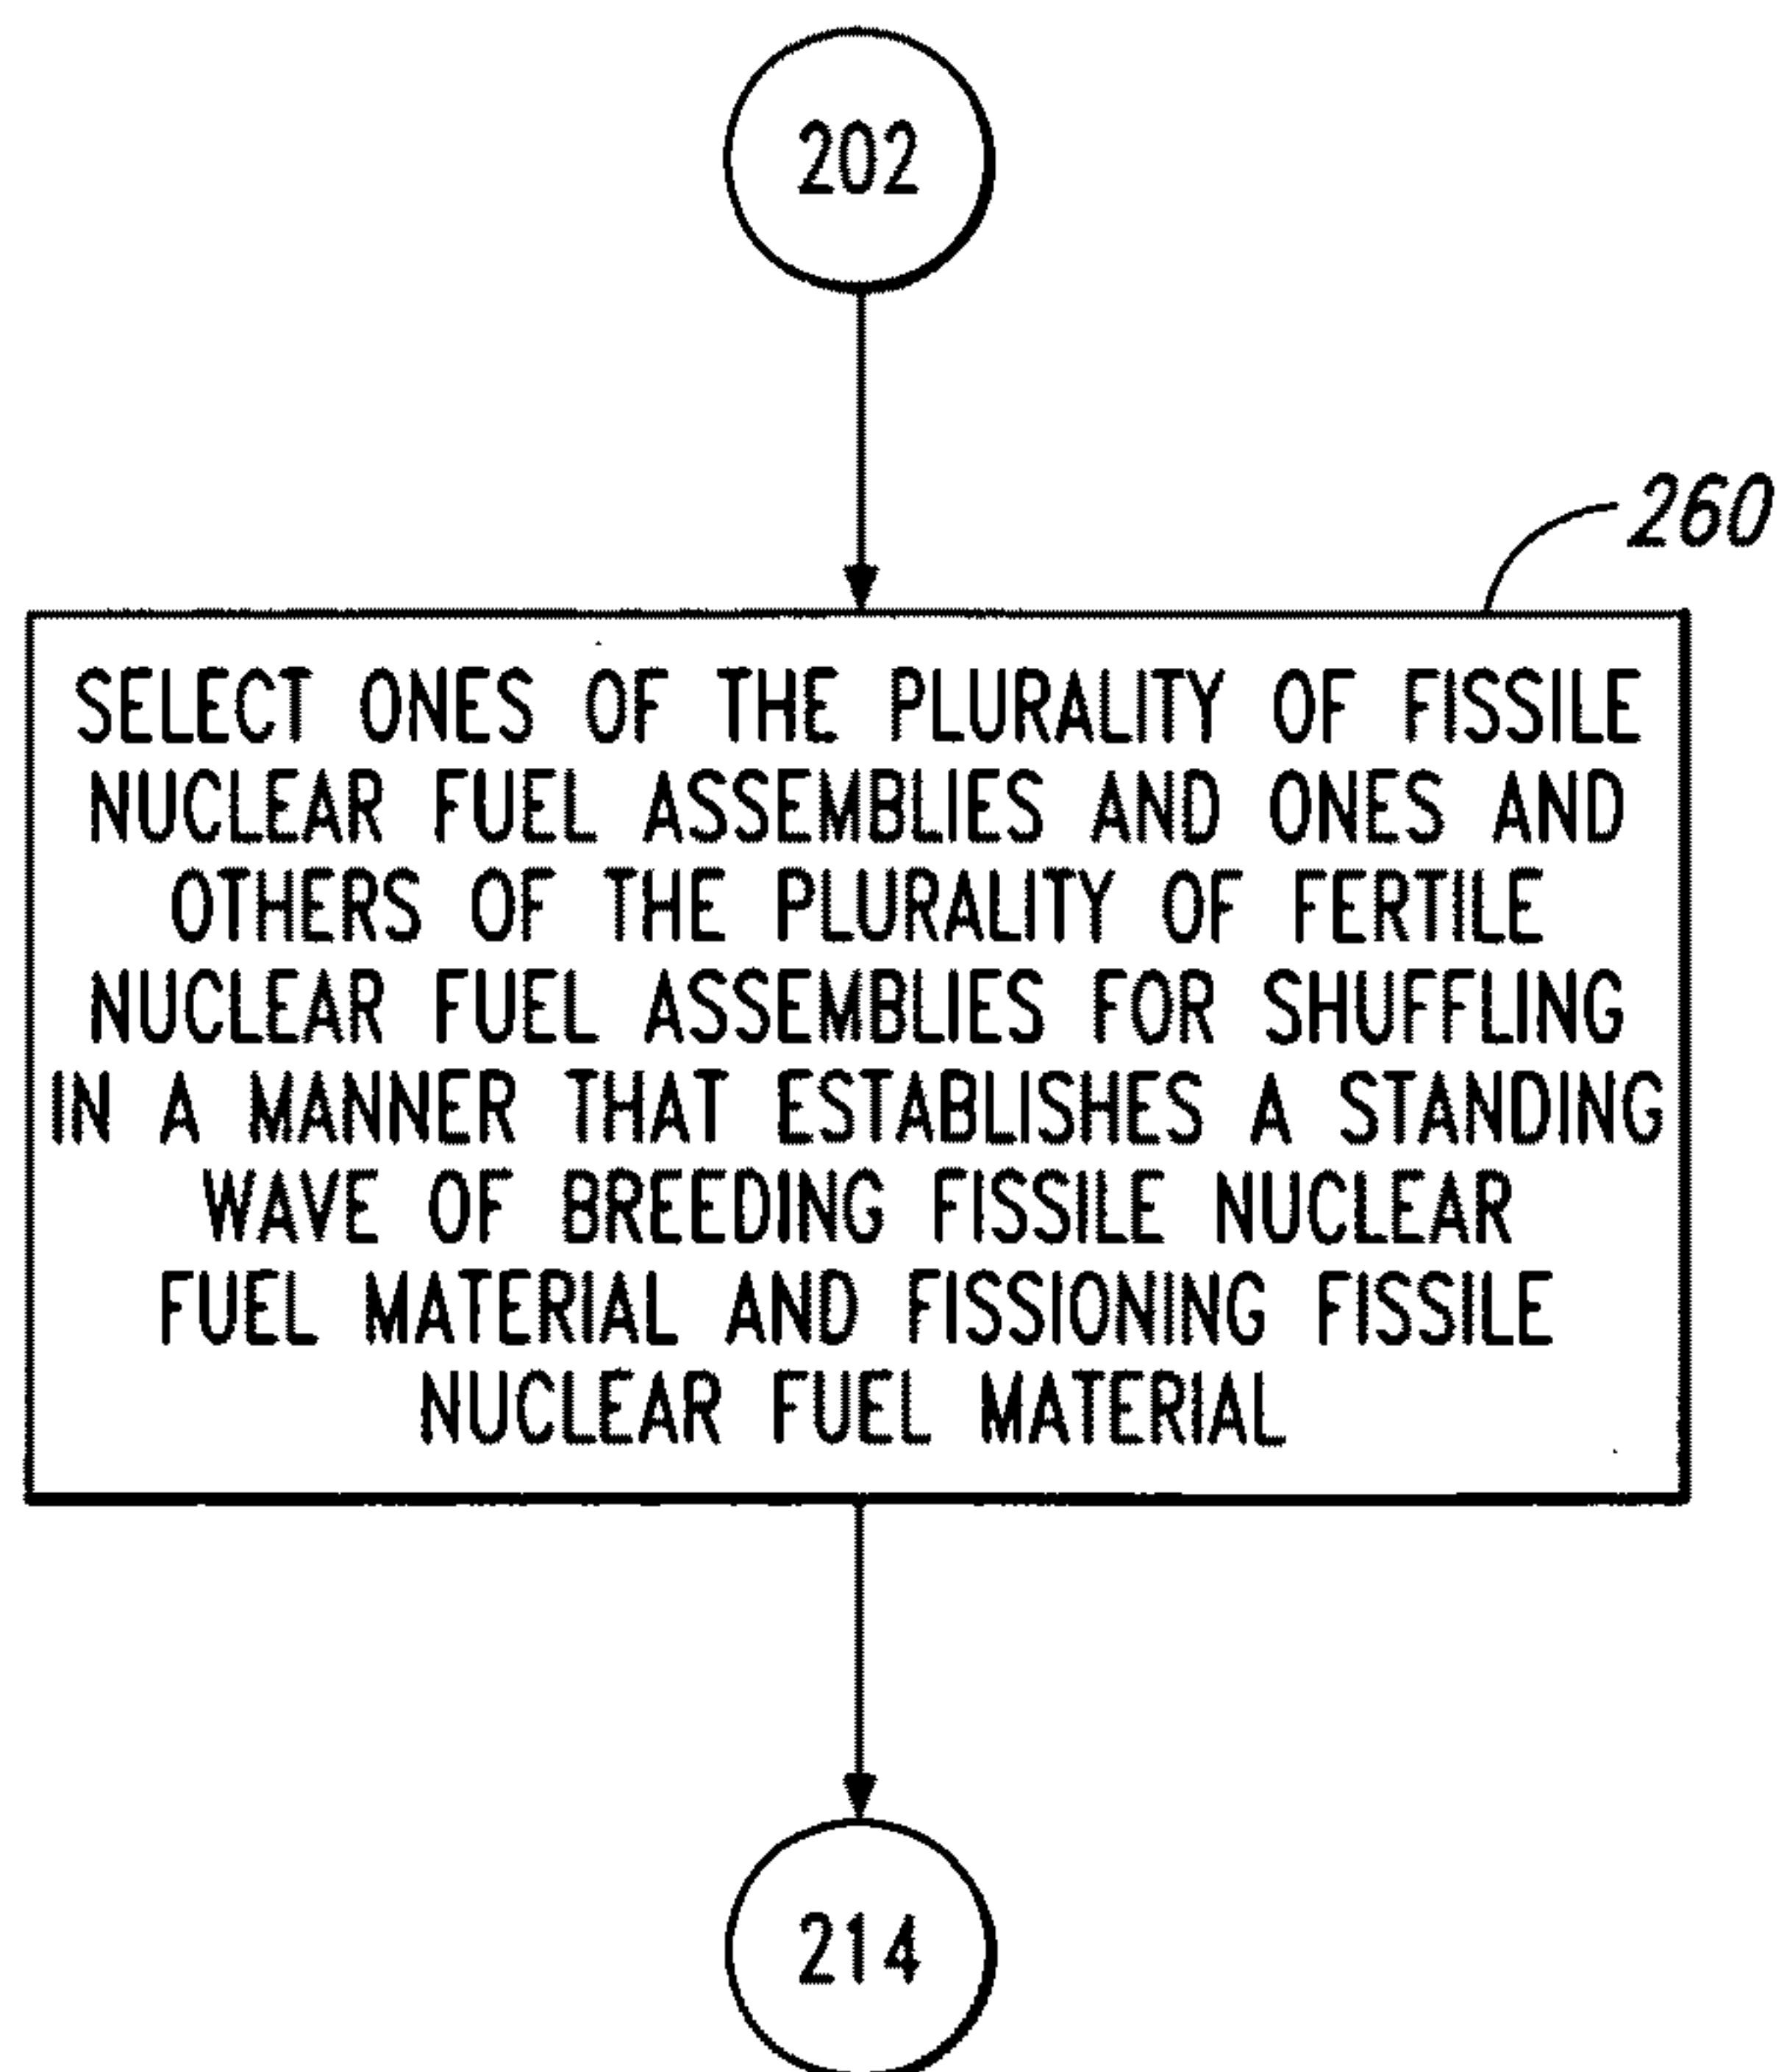 202
260
SELECT ONES OF THE PLURALITY OF FISSILE
NUCLEAR FUEL ASSEMBLIES AND ONES AND
OTHERS OF THE PLURALITY OF FERTILE
NUCLEAR FUEL ASSEMBLIES FOR SHUFFLING
IN A MANNER THAT ESTABLISHES A STANDING
WAVE OF BREEDING FISSILE NUCLEAR
FUEL MATERIAL AND FISSIONING FISSILE
NUCLEAR FUEL MATERIAL
214